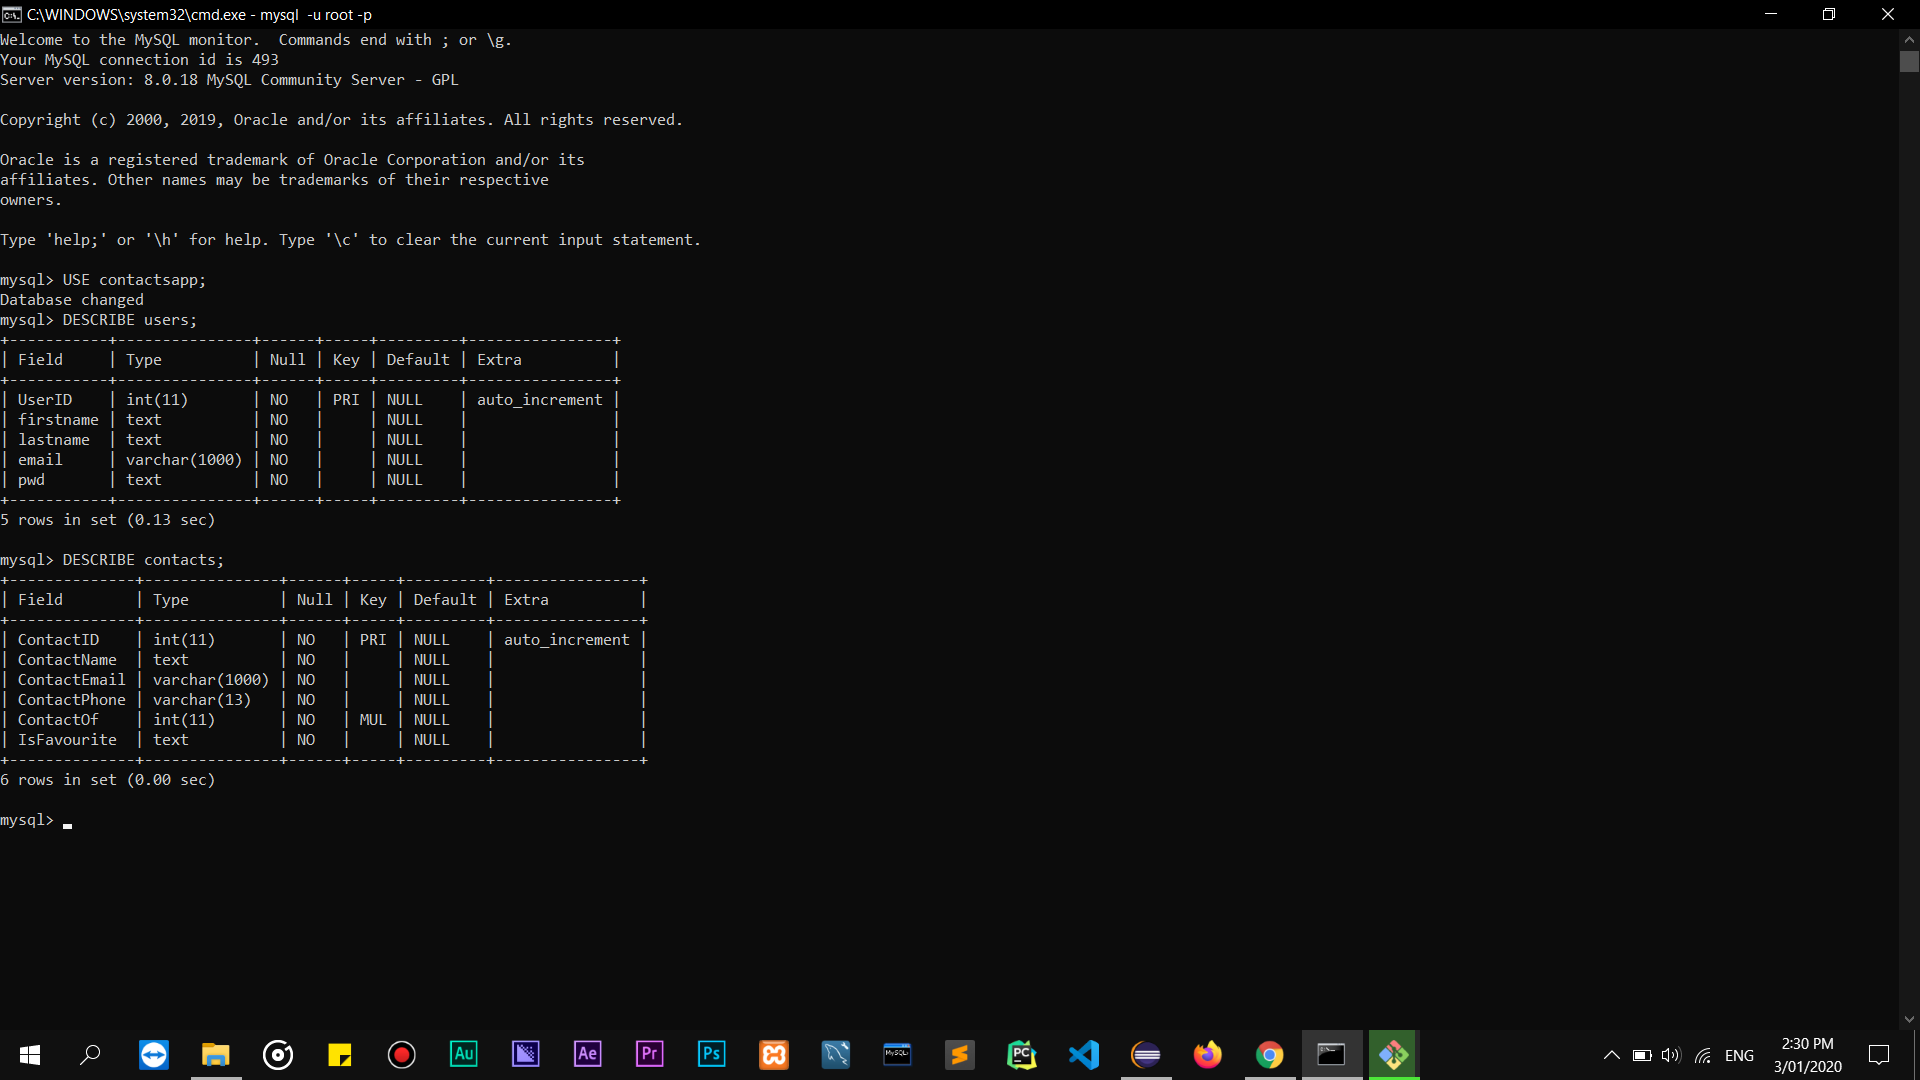 C:\WINDOWS\system32\cmd.exe - mysql  -u root -p
Welcome to the MySQL monitor.  Commands end with ; or \g.
Your MySQL connection id is 493
Server version: 8.0.18 MySQL Community Server - GPL
Copyright (c) 2000, 2019, Oracle and/or its affiliates. All rights reserved.
Oracle is a registered trademark of Oracle Corporation and/or its
affiliates. Other names may be trademarks of their respective
owners.
Type 'help;' or '\h' for help. Type '\c' to clear the current input statement.
mysql> USE contactsapp;
Database changed
mysql> DESCRIBE users;
+-----------+---------------+------+-----+---------+----------------+
| Field     | Type          | Null | Key | Default | Extra          |
+-----------+---------------+------+-----+---------+----------------+
| UserID    | int(11)       | NO   | PRI | NULL    | auto_increment |
| firstname | text          | NO   |     | NULL    |                |
| lastname  | text          | NO   |     | NULL    |                |
| email     | varchar(1000) | NO   |     | NULL    |                |
| pwd       | text          | NO   |     | NULL    |                |
+-----------+---------------+------+-----+---------+----------------+
5 rows in set (0.13 sec)
mysql> DESCRIBE contacts;
+--------------+---------------+------+-----+---------+----------------+
| Field        | Type          | Null | Key | Default | Extra          |
+--------------+---------------+------+-----+---------+----------------+
| ContactID    | int(11)       | NO   | PRI | NULL    | auto_increment |
| ContactName  | text          | NO   |     | NULL    |                |
| ContactEmail | varchar(1000) | NO   |     | NULL    |                |
| ContactPhone | varchar(13)   | NO   |     | NULL    |                |
| ContactOf    | int(11)       | NO   | MUL | NULL    |                |
| IsFavourite  | text          | NO   |     | NULL    |                |
+--------------+---------------+------+-----+---------+----------------+
6 rows in set (0.00 sec)
mysql>
Au Ae Pr Ps MySQL PC ENG 2:30 PM
3/01/2020